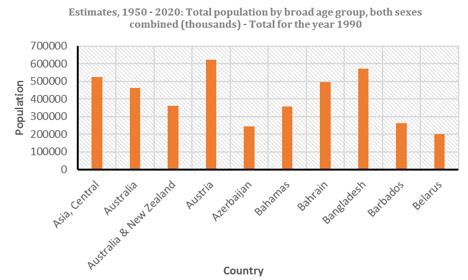 Estimates, 1950 - 2020: Total population by broad age group, both sexes
combined (thousands) - Total for the year 1990
Population
700000
600000
500000
400000
300000
200000
100000
0
Asia, Central
Australia
Australia & New Zealand
Austria
Azerbaijan
Bahamas
Bahrain
Bangladesh
Barbados
Belarus
Country